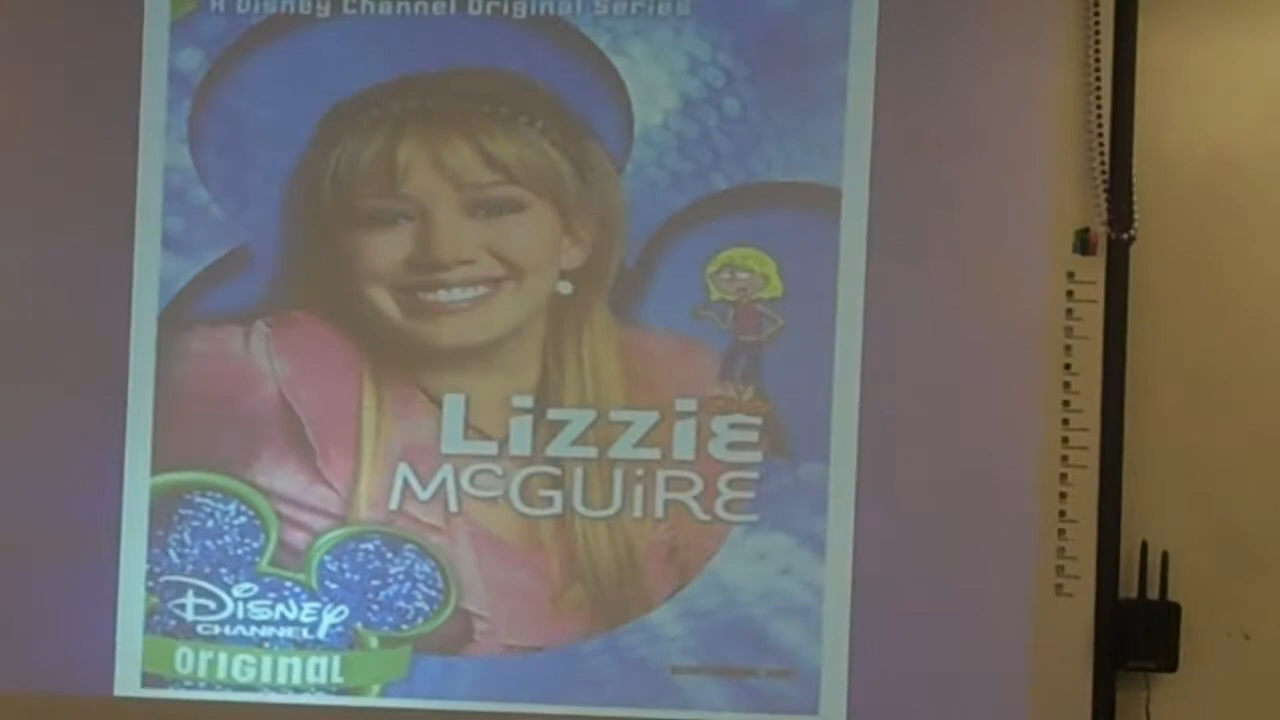 A Disney Channel Original Series
Lizzie
McGUiRE
Disney
CHANNEL
ORIGINAL